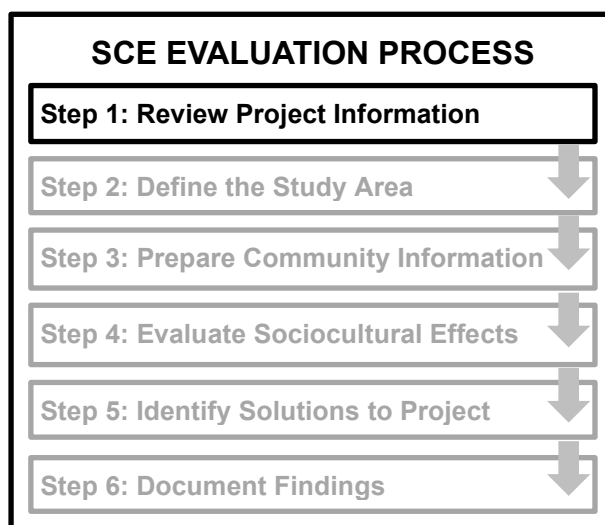 SCE EVALUATION PROCESS
Step 1: Review Project Information
Step 2: Define the Study Area
Step 3: Prepare Community Information
Step 4: Evaluate Sociocultural Effects
Step 5: Identify Solutions to Project
Step 6: Document Findings